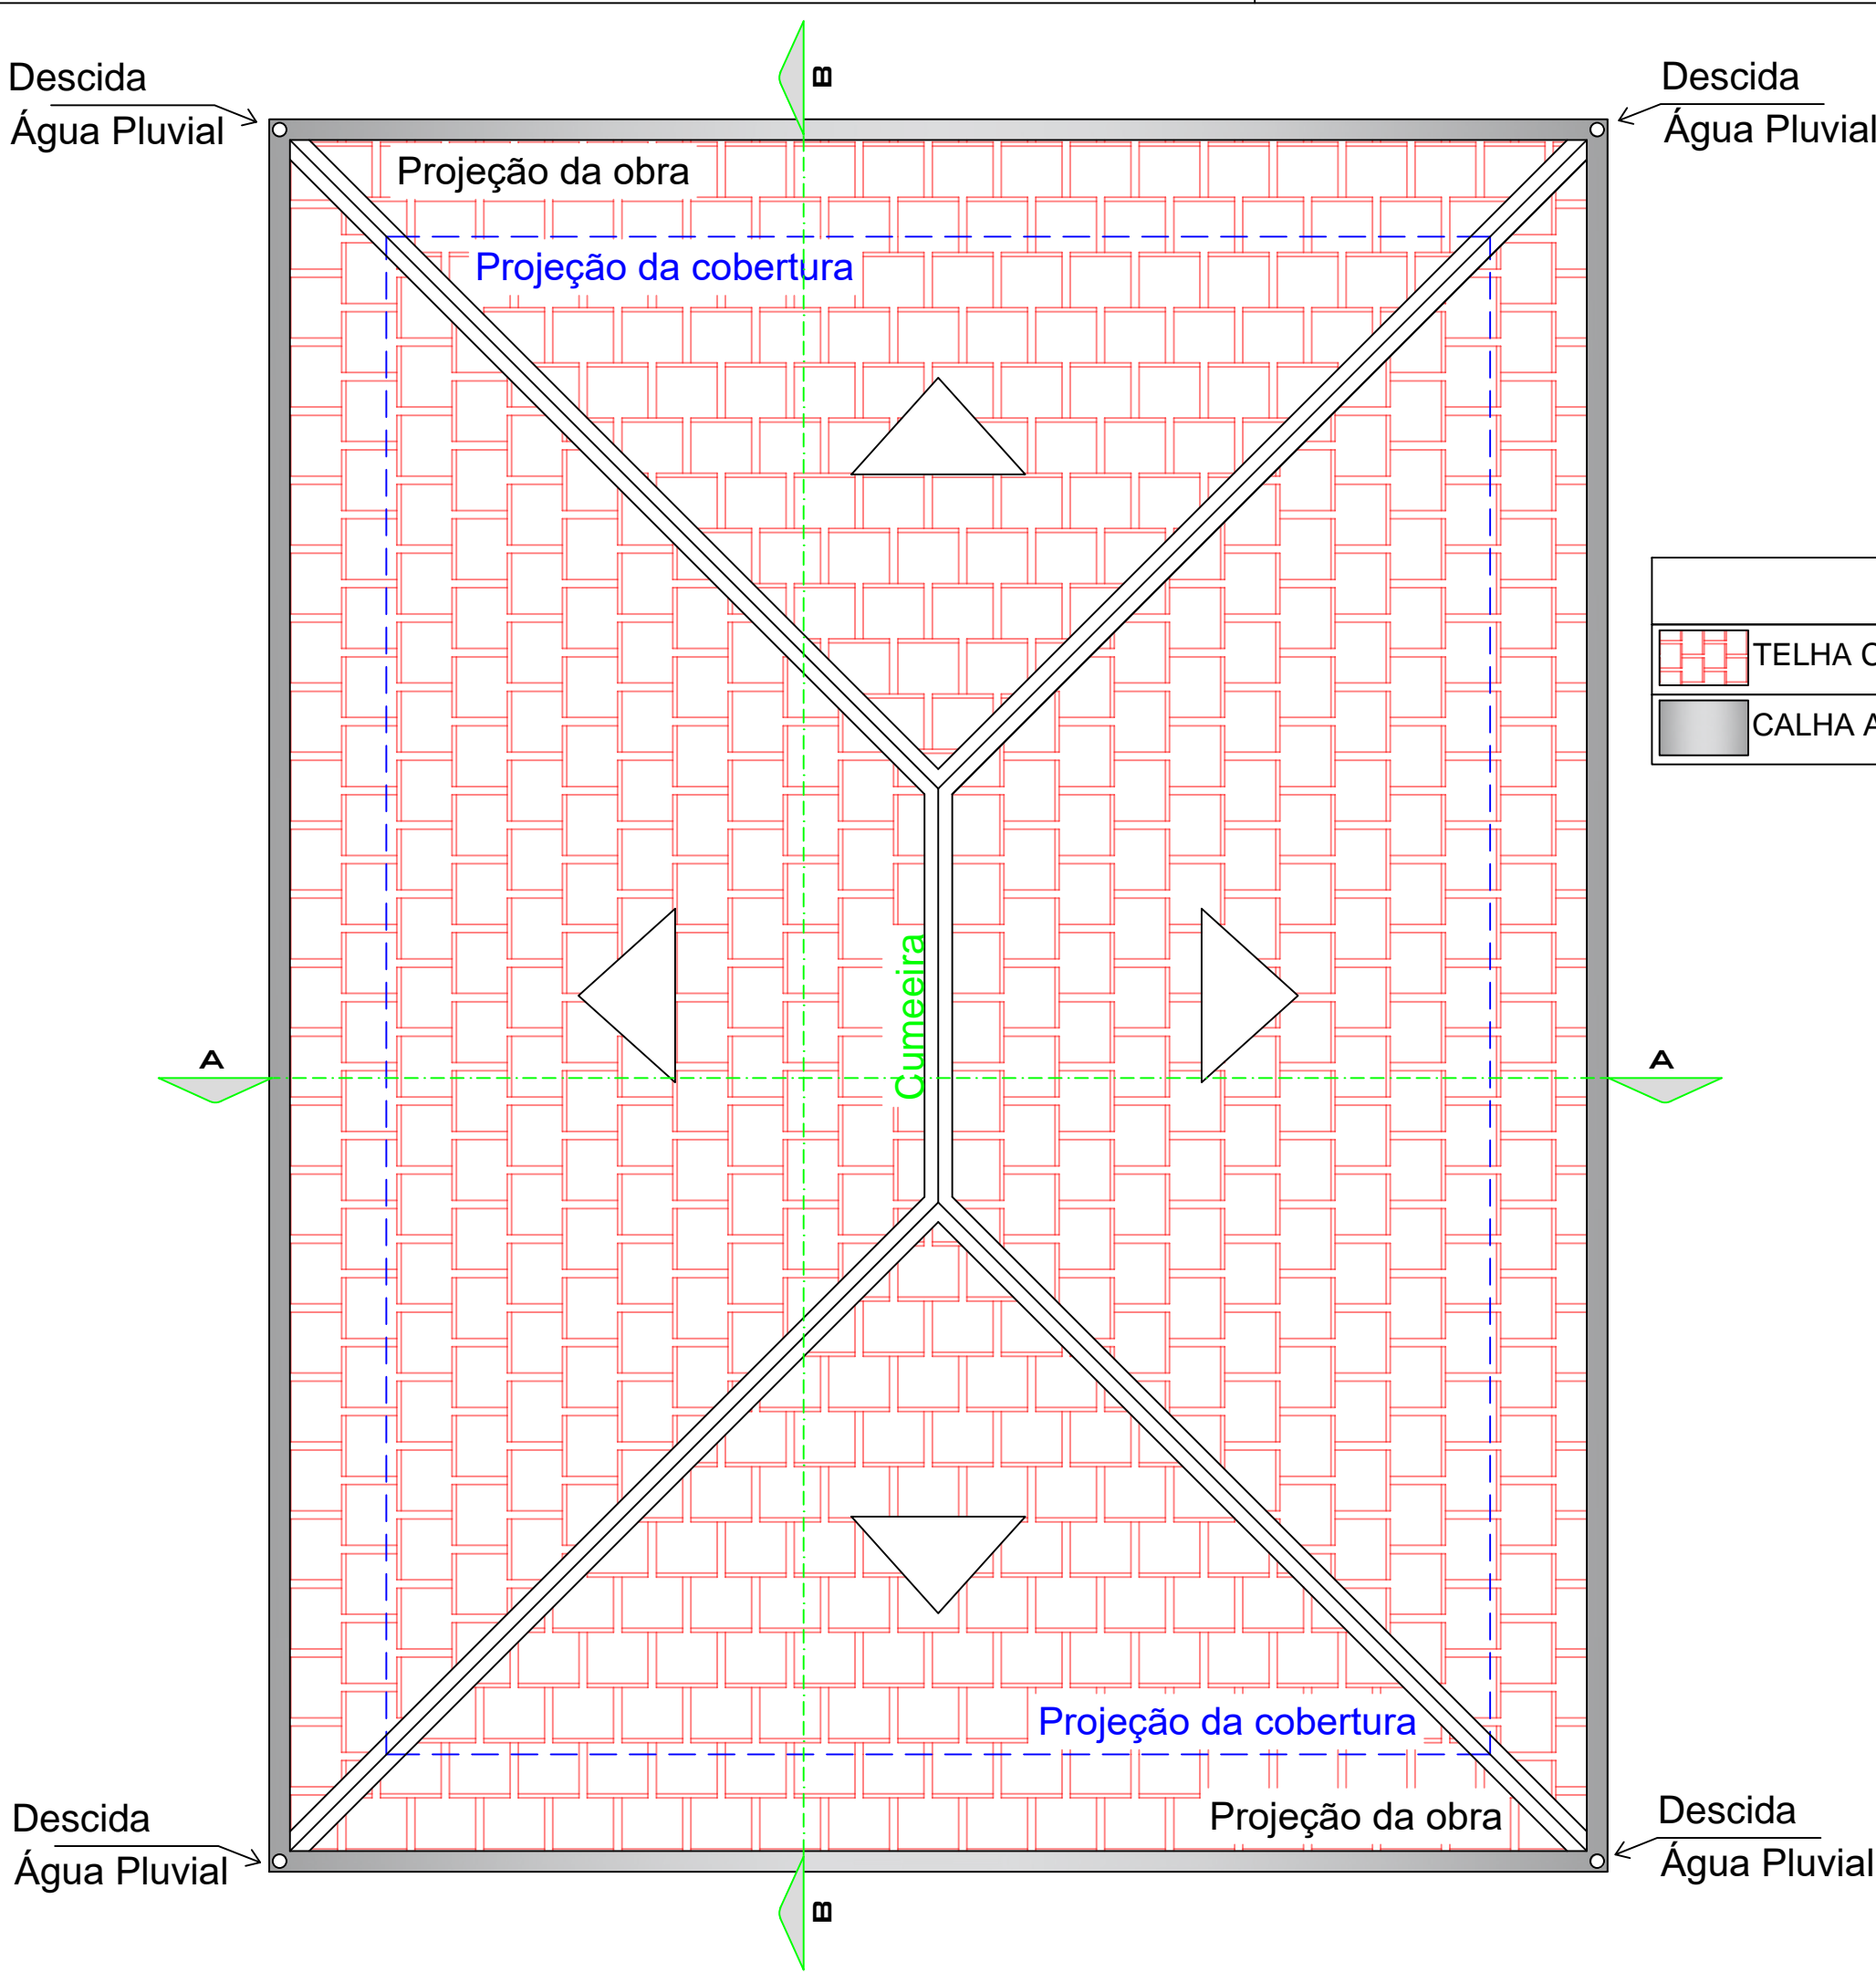 B
Descida
Água Pluvial
Descida
Água Pluvial
Projeção da obra
Projeção da cobertura
TELHA C
CALHA A
Cumeeira
A
A
Projeção da cobertura
Projeção da obra
Descida
Água Pluvial
Descida
Água Pluvial
B